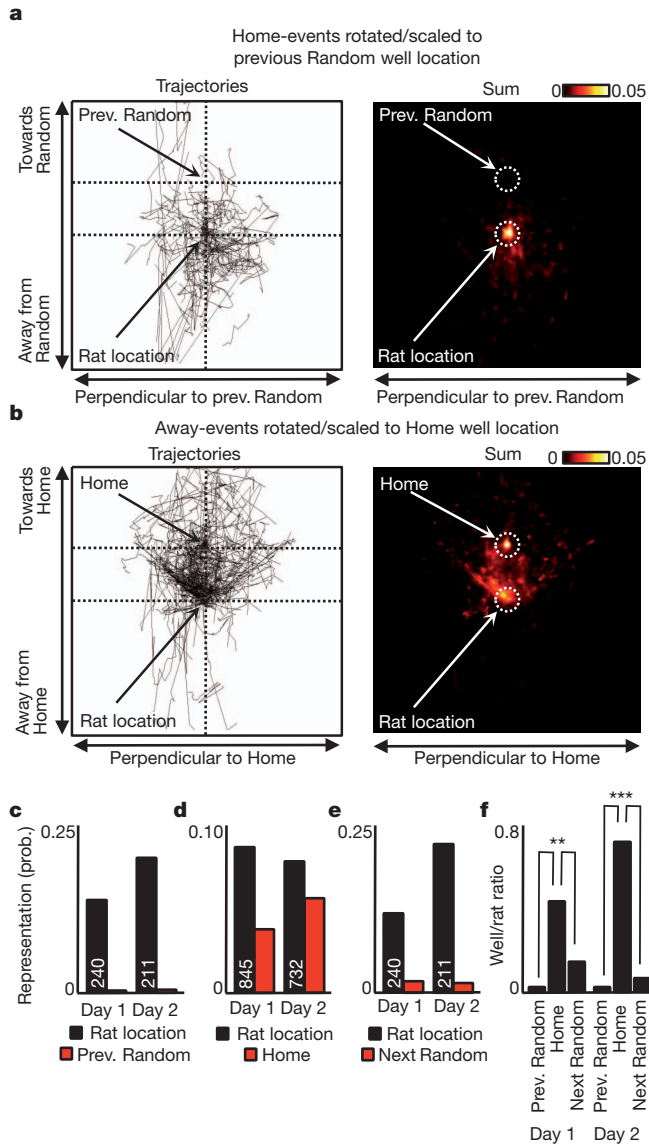 a
Home-events rotated/scaled to
previous Random well location
Trajectories
Sum
0
0.05
Towards
Random
Away from
Random
Prev. Random
Rat location
Prev. Random
Rat location
Perpendicular to prev. Random
Perpendicular to prev. Random
b
Away-events rotated/scaled to Home well location
Trajectories
Sum
0
0.05
Towards
Home
Away from
Home
Home
Rat location
Home
Rat location
Perpendicular to Home
Perpendicular to Home
c
Representation (prob.)
0.25
0
240
211
Day 1 Day 2
Rat location
Prev. Random
d
0.10
0
845
732
Day 1 Day 2
Rat location
Home
e
0.25
0
240
211
Day 1 Day 2
Rat location
Next Random
f
Well/rat ratio
0.8
0
**
***
Prev. Random
Home
Next Random
Prev. Random
Home
Next Random
Day 1 Day 2